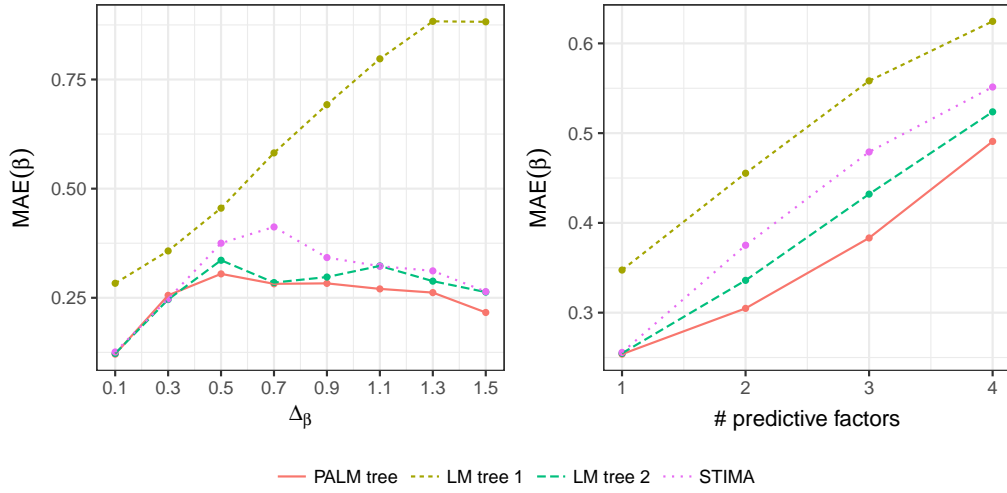 MAE(β)
0.75
0.50
0.25
0.1 0.3 0.5 0.7 0.9 1.1 1.3 1.5
Δβ
MAE(β)
0.6
0.5
0.4
0.3
1 2 3 4
# predictive factors
PALM tree LM tree 1 LM tree 2 STIMA